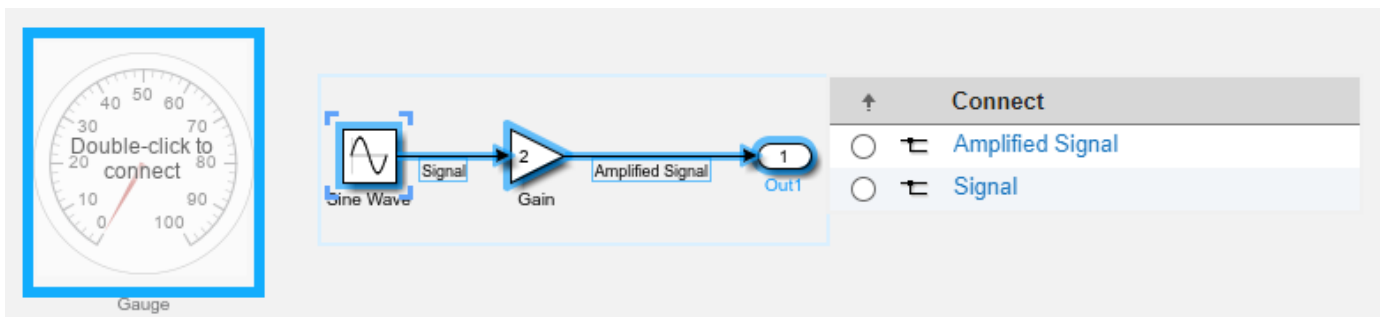 40 50 60
30 70
Double-click to
20 connect 80
10 90
0 100
Gauge
Signal
2
Amplified Signal
1
Sine Wave
Gain
Out1
Connect
Amplified Signal
Signal